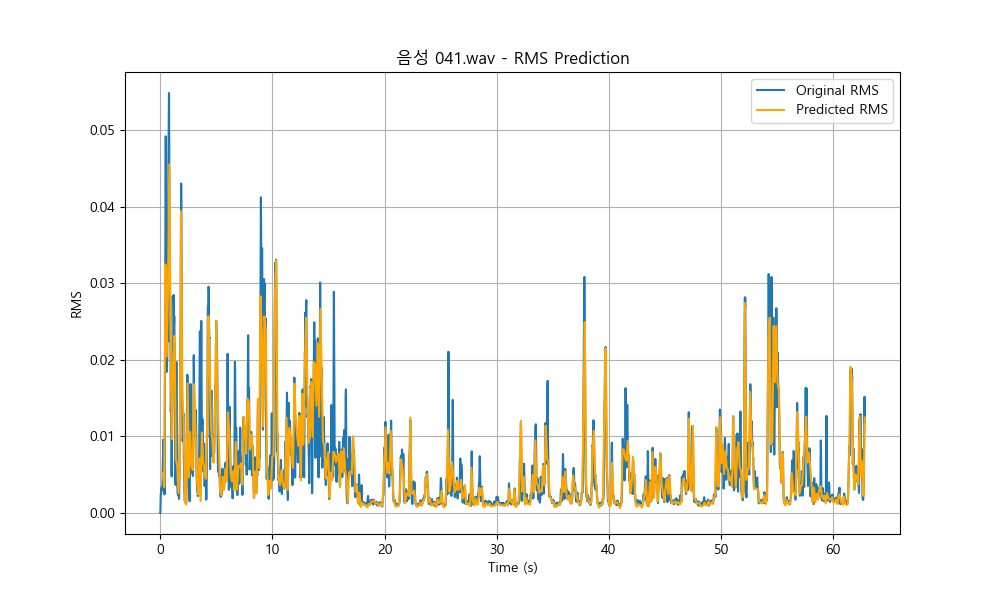 음성 041.wav - RMS Prediction
Original RMS
Predicted RMS
0.05
0.04
0.03
0.02
0.01
0.00
RMS
0 10 20 30 40 50 60
Time (s)